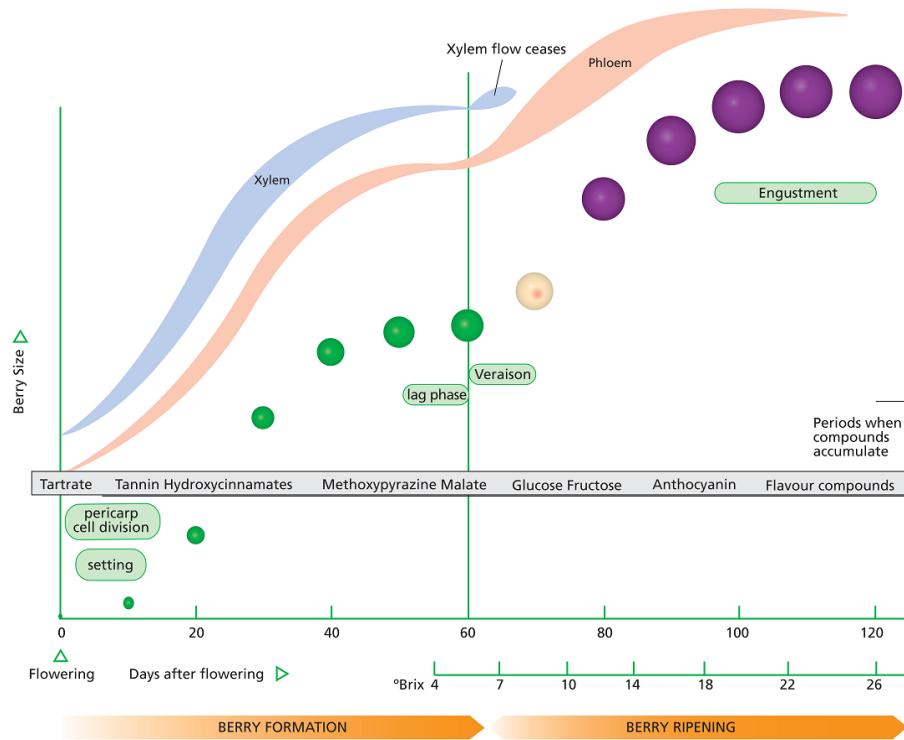 Xylem flow ceases
Phloem
Xylem
Engustment
Berry Size
Veraison
lag phase
Periods when
compounds
accumulate
Tartrate Tannin Hydroxycinnamates Methoxypyrazine Malate Glucose Fructose Anthocyanin Flavour compounds
pericarp
cell division
setting
0 20 40 60 80 100 120
Flowering
Days after flowering
ºBrix 4 7 10 14 18 22 26
BERRY FORMATION BERRY RIPENING